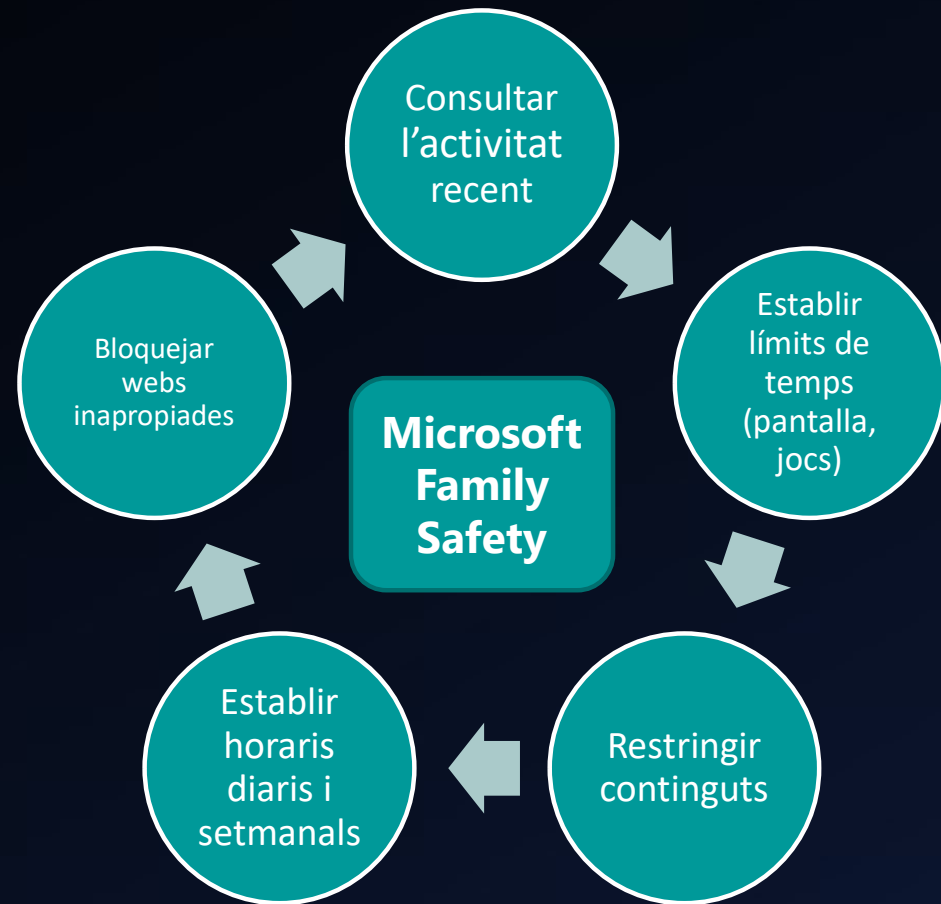 Consultar
l’activitat
recent
Establir
límits de
temps
(pantalla,
jocs)
Restringir
continguts
Establir
horaris
diaris i
setmanals
Bloquejar
webs
inapropiades
Microsoft
Family
Safety